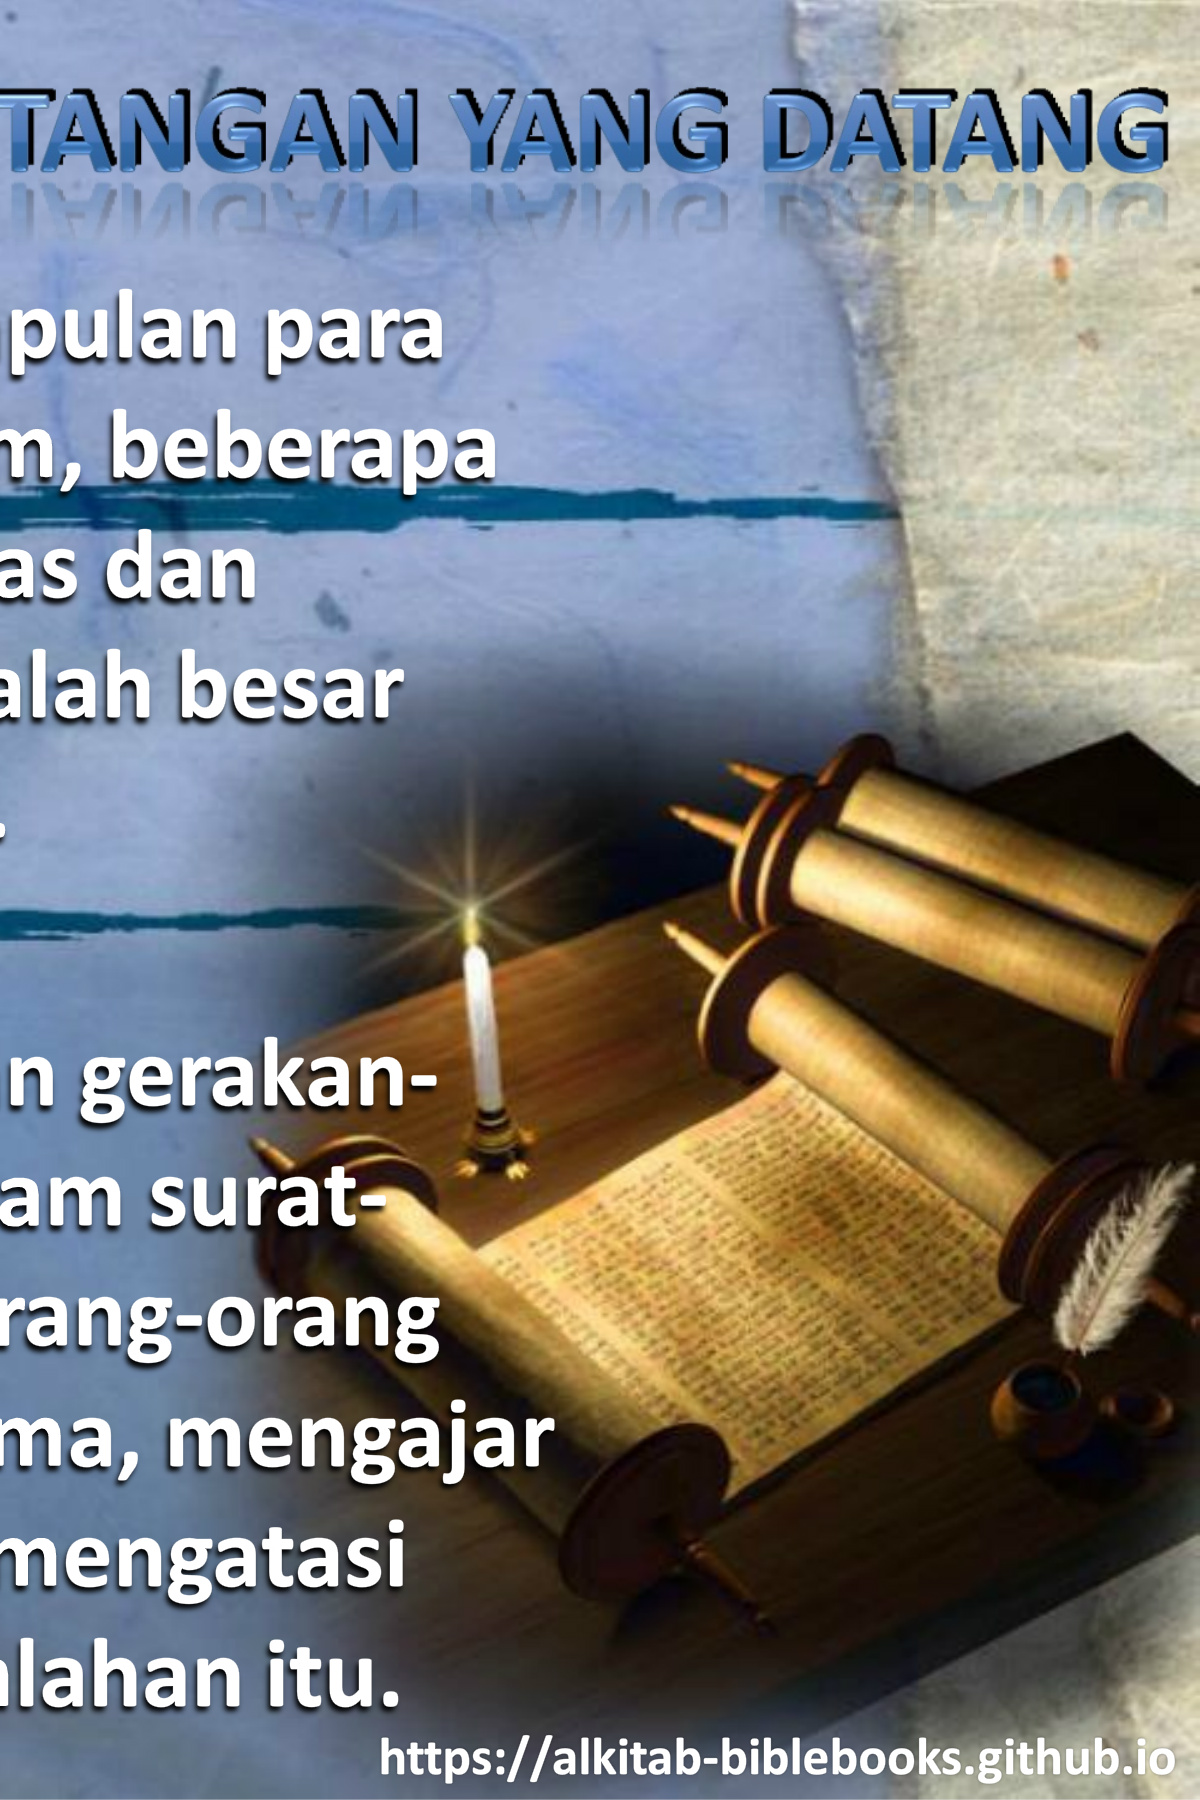 TANGAN YANG DATANG
pulan para
m, beberapa
as dan
alah besar
.
n gerakan-
am surat-
rang-orang
ma, mengajar
mengatasi
alahan itu.
https://alkitab-biblebooks.github.io